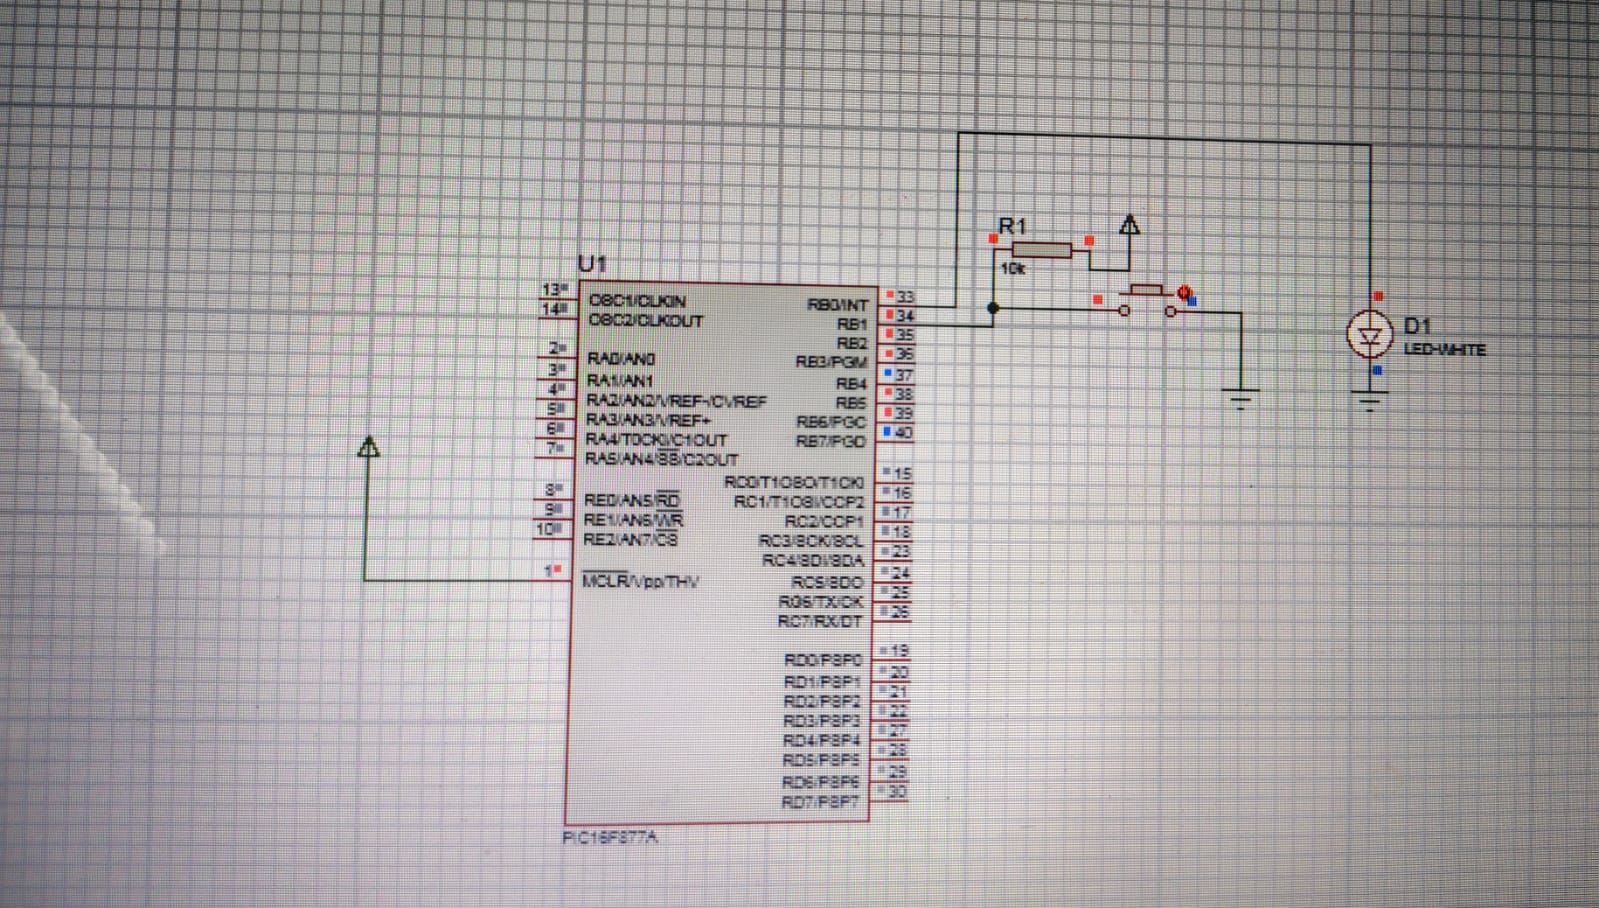 U1
13
14
OSC1/CLKIN
OSC2/CLKOUT
2
3
4
5
6
7
RA0/AN0
RA1/AN1
RA2/AN2/VREF-/CVREF
RA3/AN3/VREF+
RA4/T0CKI/C1OUT
RA5/AN4/SS/C2OUT
8
9
10
RE0/AN5/RD
RE1/AN6/WR
RE2/AN7/CS
1
MCLR/Vpp/THV
RB0/INT
RB1
RB2
RB3/PGM
RB4
RB5
RB6/PGC
RB7/PGD
33
34
35
36
37
38
39
40
RC0/T1OSO/T1CKI
RC1/T1OSI/CCP2
RC2/CCP1
RC3/SCK/SCL
RC4/SDI/SDA
RC5/SDO
RC6/TX/CK
RC7/RX/DT
15
16
17
18
23
24
25
26
RD0/PSP0
RD1/PSP1
RD2/PSP2
RD3/PSP3
RD4/PSP4
RD5/PSP5
RD6/PSP6
RD7/PSP7
19
20
21
22
27
28
29
30
PIC16F877A
R1
10k
D1
LED-WHITE